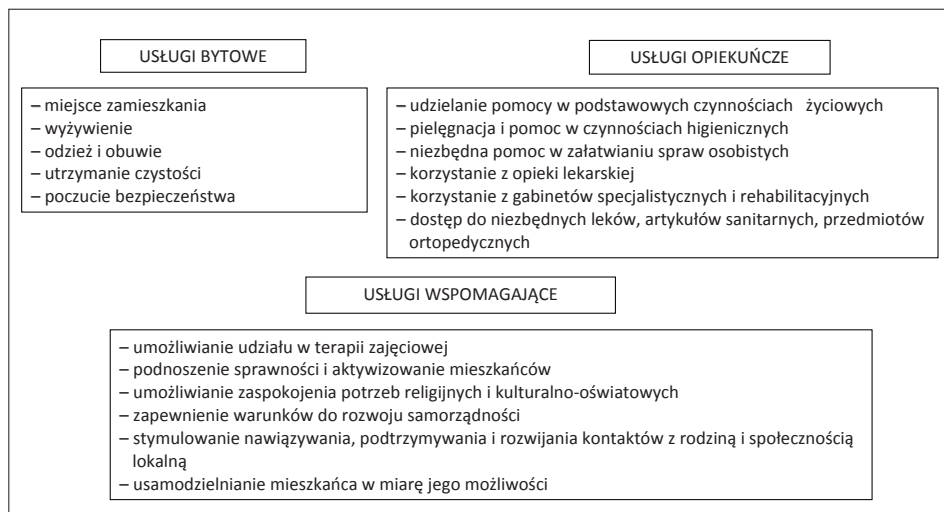 USŁUGI BYTOWE
– miejsce zamieszkania
– wyżywienie
– odzież i obuwie
– utrzymanie czystości
– poczucie bezpieczeństwa
USŁUGI OPIEKUŃCZE
– udzielanie pomocy w podstawowych czynnościach życiowych
– pielęgnacja i pomoc w czynnościach higienicznych
– niezbędna pomoc w załatwianiu spraw osobistych
– korzystanie z opieki lekarskiej
– korzystanie z gabinetów specjalistycznych i rehabilitacyjnych
– dostęp do niezbędnych leków, artykułów sanitarnych, przedmiotów
ortopedycznych
USŁUGI WSPOMAGAJĄCE
– umożliwianie udziału w terapii zajęciowej
– podnoszenie sprawności i aktywizowanie mieszkańców
– umożliwianie zaspokojenia potrzeb religijnych i kulturalno-oświatowych
– zapewnienie warunków do rozwoju samorządności
– stymulowanie nawiązywania, podtrzymywania i rozwijania kontaktów z rodziną i społecznością
lokalną
– usamodzielnianie mieszkańca w miarę jego możliwości